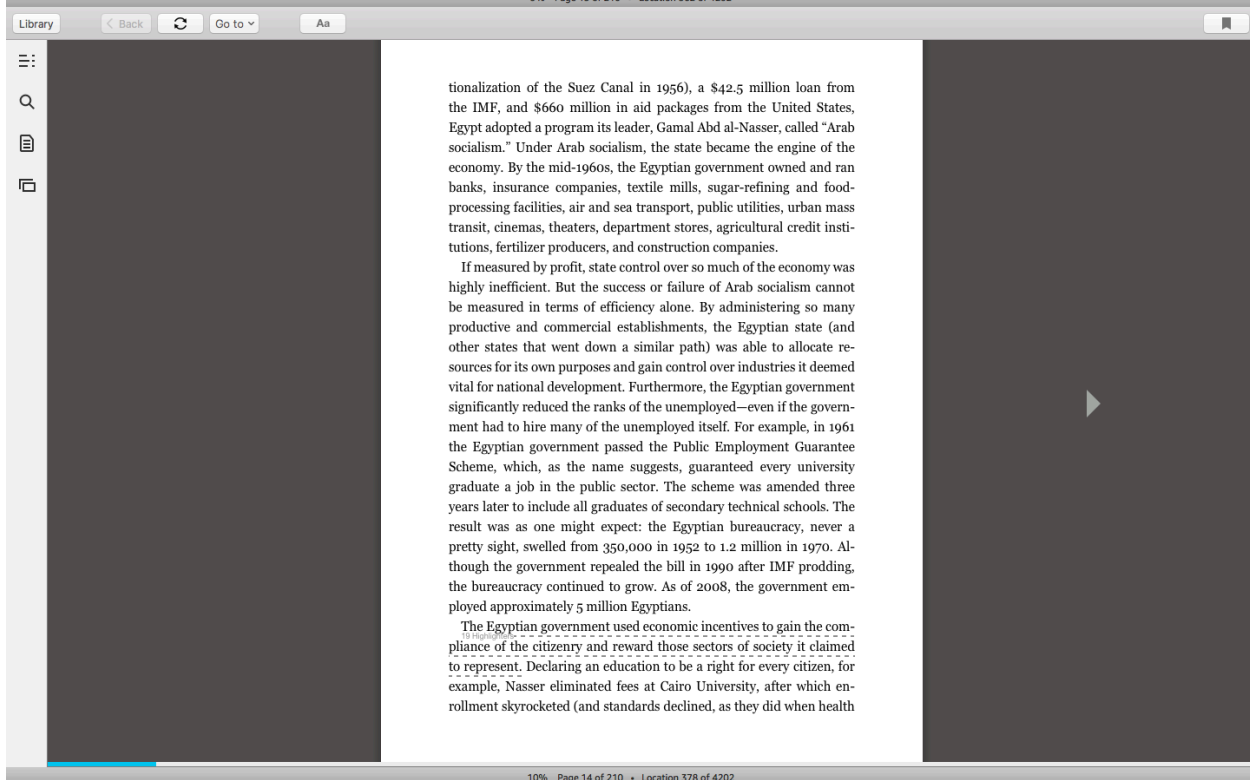 Library
Back
Go to
Aa
tionalization of the Suez Canal in 1956), a $42.5 million loan from
the IMF, and $660 million in aid packages from the United States,
Egypt adopted a program its leader, Gamal Abd al-Nasser, called “Arab
socialism.” Under Arab socialism, the state became the engine of the
economy. By the mid-1960s, the Egyptian government owned and ran
banks, insurance companies, textile mills, sugar-refining and food-
processing facilities, air and sea transport, public utilities, urban mass
transit, cinemas, theaters, department stores, agricultural credit insti-
tutions, fertilizer producers, and construction companies.
If measured by profit, state control over so much of the economy was
highly inefficient. But the success or failure of Arab socialism cannot
be measured in terms of efficiency alone. By administering so many
productive and commercial establishments, the Egyptian state (and
other states that went down a similar path) was able to allocate re-
sources for its own purposes and gain control over industries it deemed
vital for national development. Furthermore, the Egyptian government
significantly reduced the ranks of the unemployed—even if the govern-
ment had to hire many of the unemployed itself. For example, in 1961
the Egyptian government passed the Public Employment Guarantee
Scheme, which, as the name suggests, guaranteed every university
graduate a job in the public sector. The scheme was amended three
years later to include all graduates of secondary technical schools. The
result was as one might expect: the Egyptian bureaucracy, never a
pretty sight, swelled from 350,000 in 1952 to 1.2 million in 1970. Al-
though the government repealed the bill in 1990 after IMF prodding,
the bureaucracy continued to grow. As of 2008, the government em-
ployed approximately 5 million Egyptians.
The Egyptian government used economic incentives to gain the com-
19 Highlighters
pliance of the citizenry and reward those sectors of society it claimed
to represent. Declaring an education to be a right for every citizen, for
example, Nasser eliminated fees at Cairo University, after which en-
rollment skyrocketed (and standards declined, as they did when health
10% Page 14 of 210 • Location 378 of 4202